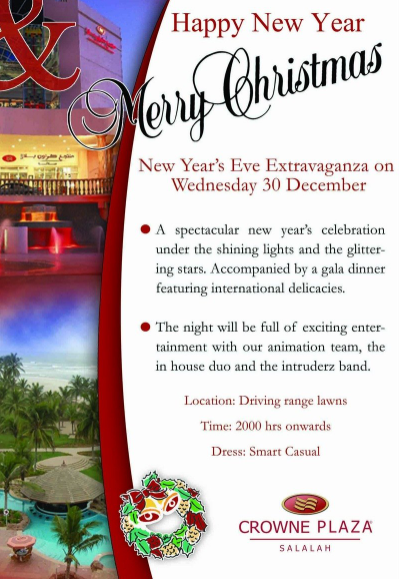 &
Happy New Year
Merry Christmas
New Year's Eve Extravaganza on
Wednesday 30 December
A spectacular new year's celebration
under the shining lights and the glitter-
ing stars. Accompanied by a gala dinner
featuring international delicacies.
The night will be full of exciting enter-
tainment with our animation team, the
in house duo and the intruderz band.
Location: Driving range lawns
Time: 2000 hrs onwards
Dress: Smart Casual
CROWNE PLAZA
SALALAH